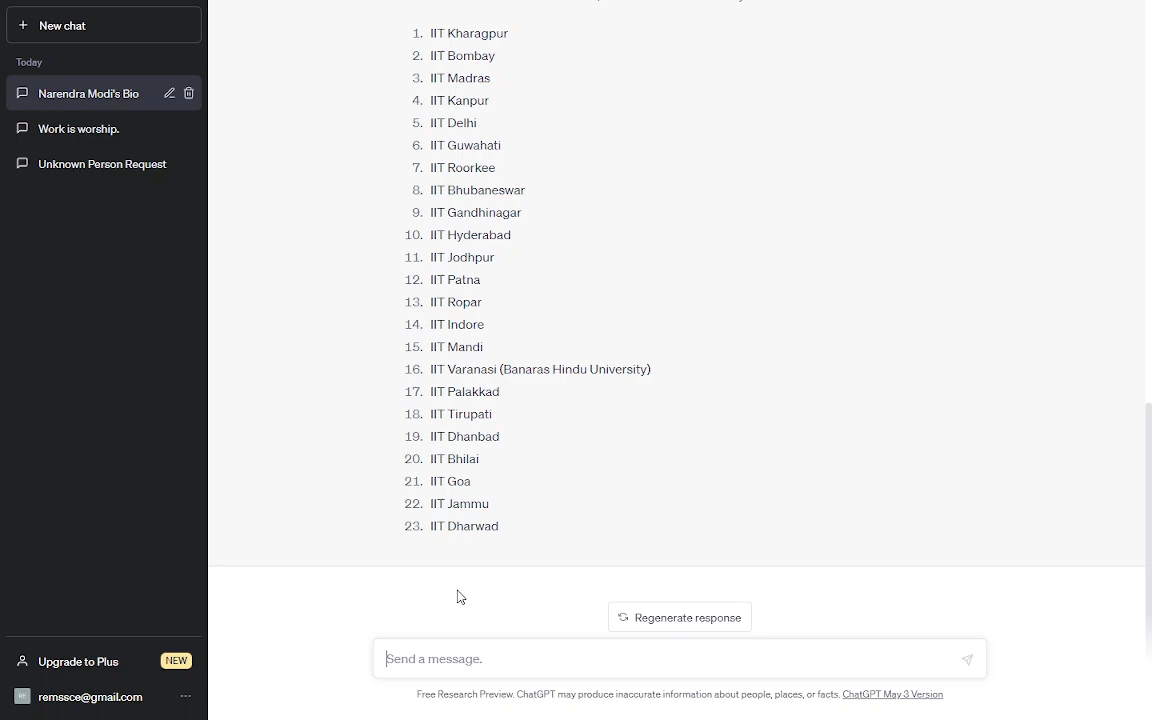 New chat
Today
Narendra Modi's Bio
Work is worship.
Unknown Person Request
1. IIT Kharagpur
2. IIT Bombay
3. IIT Madras
4. IIT Kanpur
5. IIT Delhi
6. IIT Guwahati
7. IIT Roorkee
8. IIT Bhubaneswar
9. IIT Gandhinagar
10. IIT Hyderabad
11. IIT Jodhpur
12. IIT Patna
13. IIT Ropar
14. IIT Indore
15. IIT Mandi
16. IIT Varanasi (Banaras Hindu University)
17. IIT Palakkad
18. IIT Tirupati
19. IIT Dhanbad
20. IIT Bhilai
21. IIT Goa
22. IIT Jammu
23. IIT Dharwad
Regenerate response
Send a message.
Free Research Preview. ChatGPT may produce inaccurate information about people, places, or facts. ChatGPT May 3 Version
Upgrade to Plus NEW
RE remssce@gmail.com